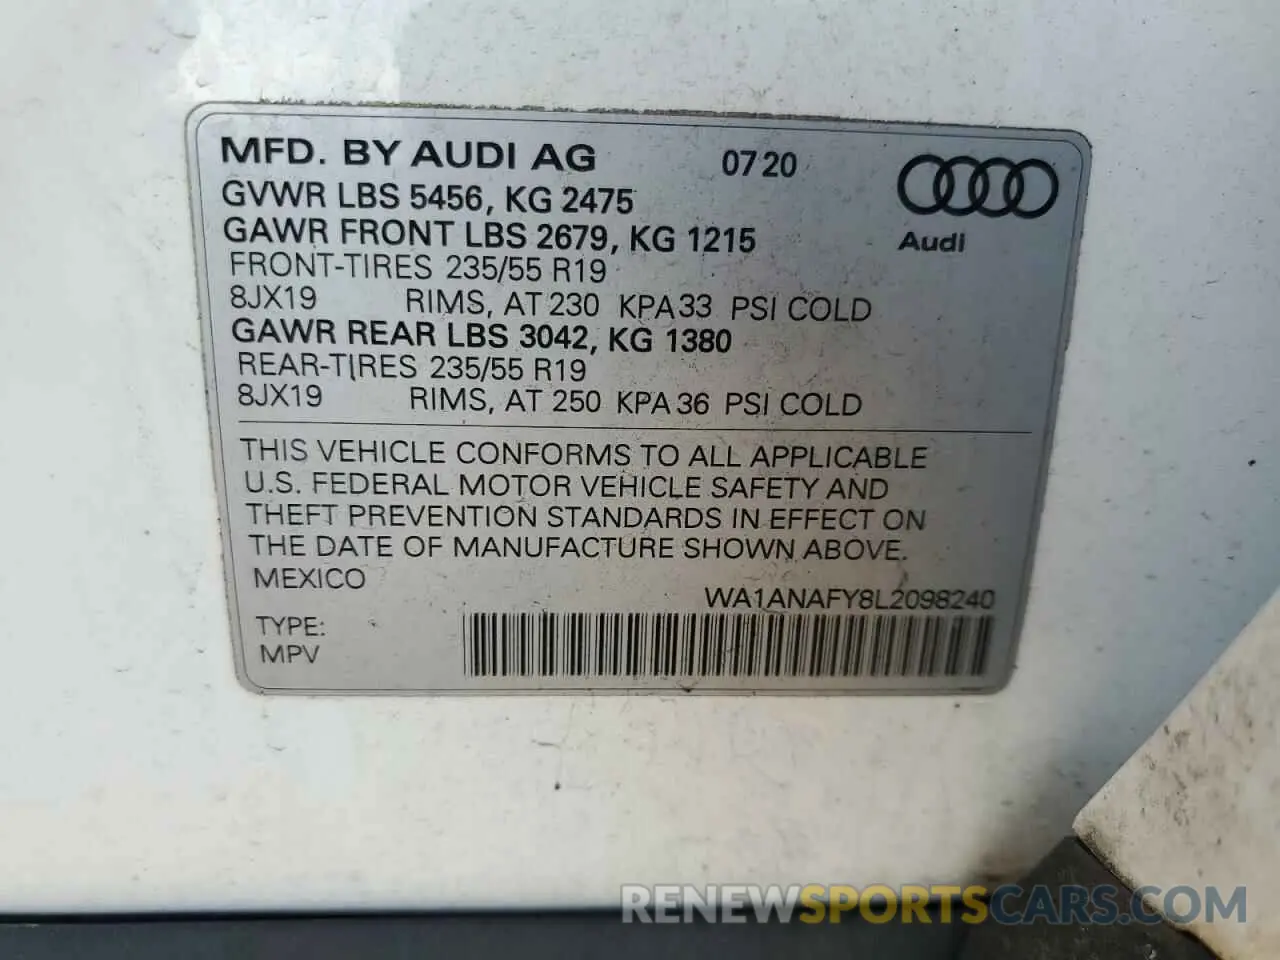 MFD. BY AUDI AG 07 20
GVWR LBS 5456, KG 2475
GAWR FRONT LBS 2679, KG 1215
Audi
FRONT-TIRES 235/55 R19
8JX19 RIMS, AT 230 KPA 33 PSI COLD
GAWR REAR LBS 3042, KG 1380
REAR-TIRES 235/55 R19
8JX19 RIMS, AT 250 KPA 36 PSI COLD
THIS VEHICLE CONFORMS TO ALL APPLICABLE
U.S. FEDERAL MOTOR VEHICLE SAFETY AND
THEFT PREVENTION STANDARDS IN EFFECT ON
THE DATE OF MANUFACTURE SHOWN ABOVE.
MEXICO
WA1ANAFY8L2098240
TYPE:
MPV
RENEWSPORTSCARS.COM